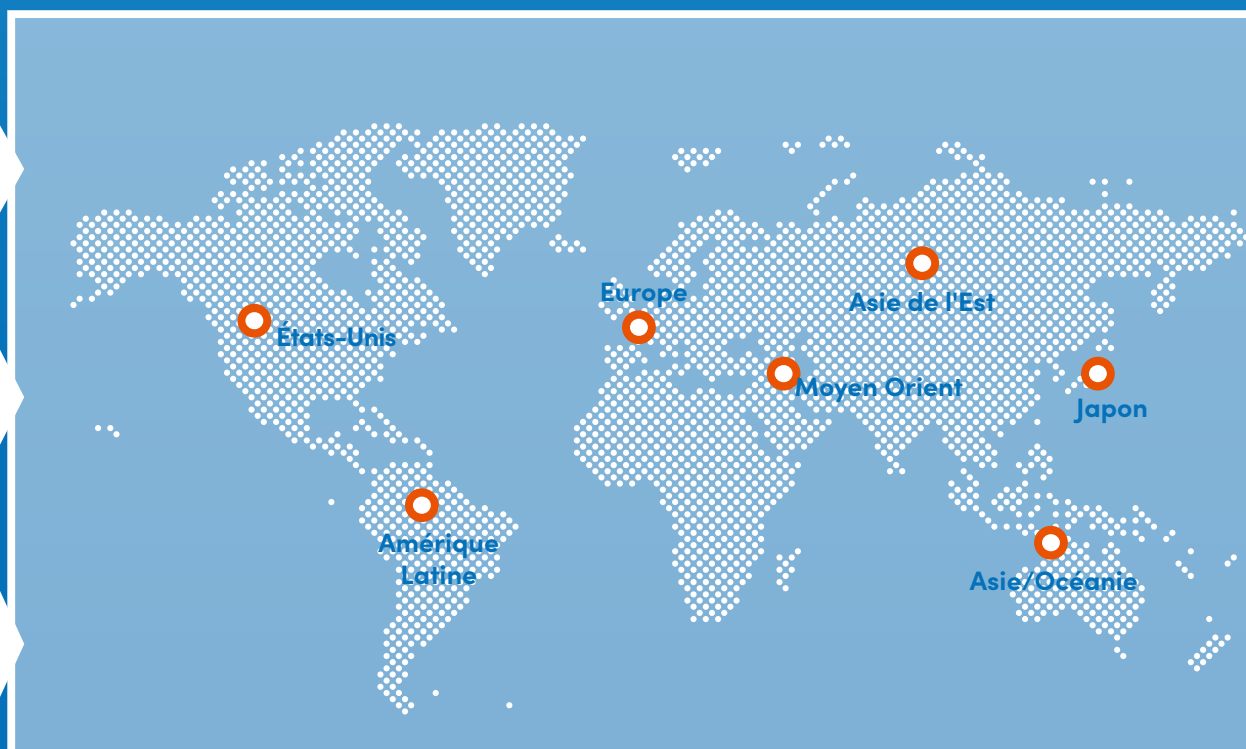 Europe
Asie de l'Est
États-Unis
Moyen Orient
Japon
Amérique
Latine
Asie/Océanie